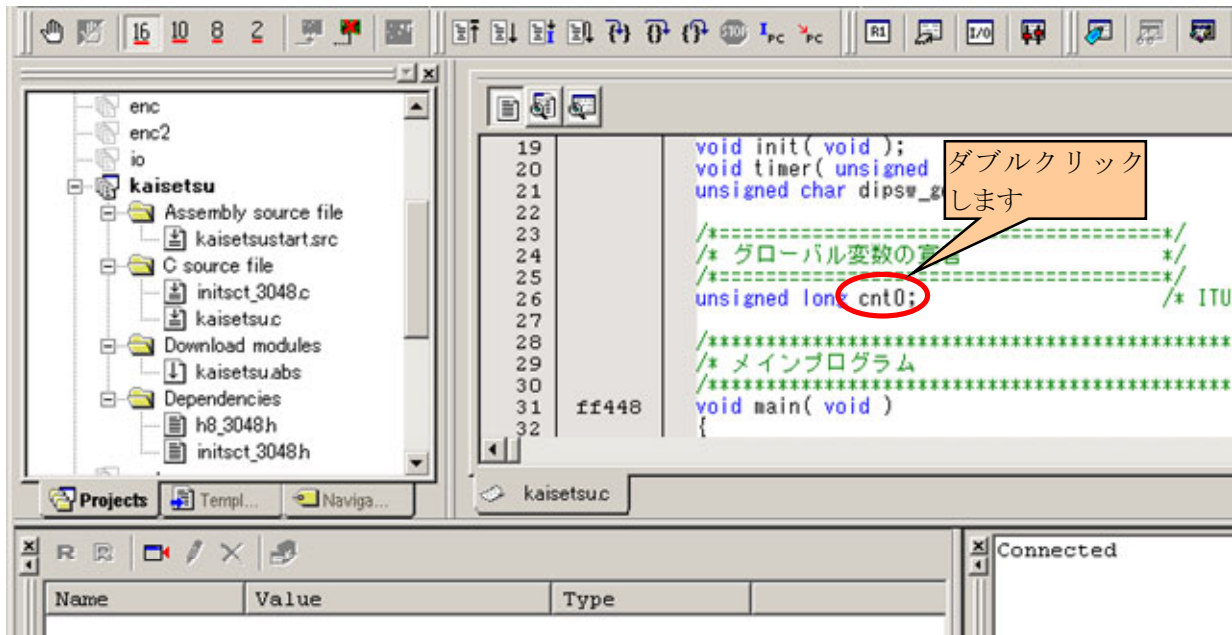 16 10 8 2
PC PC R1 I/O
enc
enc2
io
kaisetsu
Assembly source file
kaisetsustart.src
C source file
initsct_3048.c
kaisetsu.c
Download modules
kaisetsu.abs
Dependencies
h8_3048.h
initsct_3048.h
Projects Templ... Naviga...
19 void init( void );
20 void timer( unsigned
21 unsigned char dipsw_g
22
23 /*============================================*/
24 /* グローバル変数の宣言 */
25 /*============================================*/
26 unsigned long cnt0; /* ITU
27
28 /**************************************************
29 /* メインプログラム
30 /**************************************************
31 ff448 void main( void )
32 {
ダブルクリック
します
kaisetsu.c
R R
Name Value Type
Connected